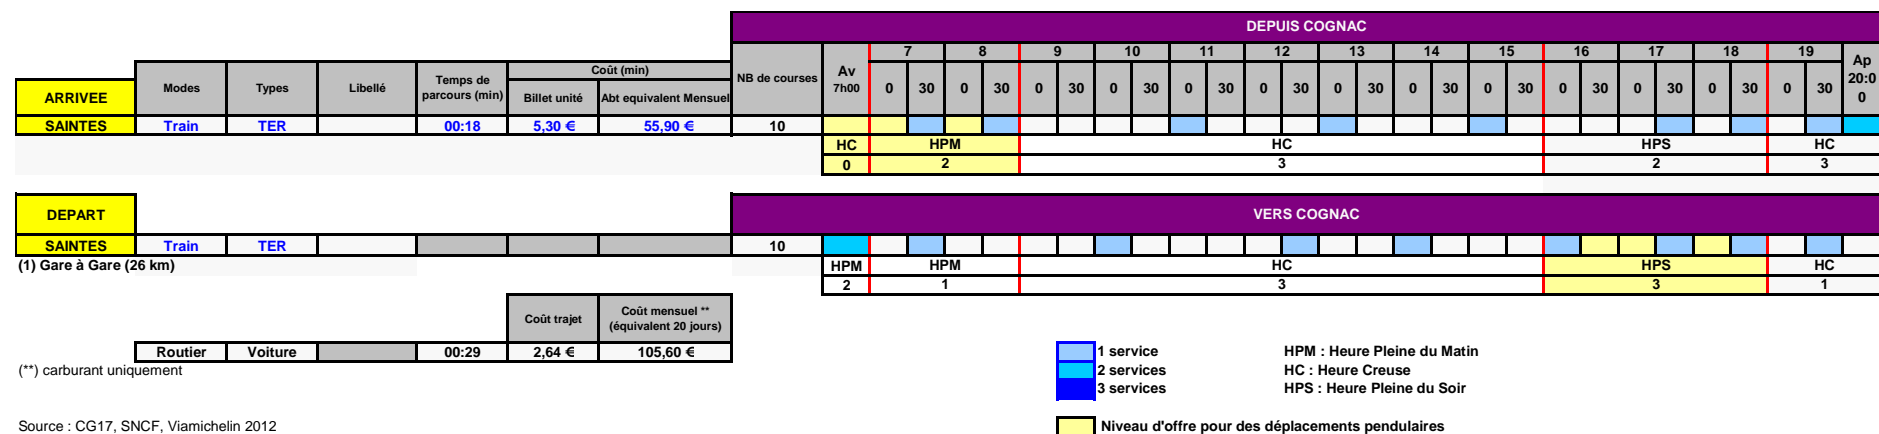 DEPUIS COGNAC
7 8 9 10 11 12 13 14 15 16 17 18 19
ARRIVEE Modes Types Libellé Temps de parcours (min) Coût (min) NB de courses Av 7h00 Ap 20:00
Billet unité Abt equivalent Mensuel 0 30 0 30 0 30 0 30 0 30 0 30 0 30 0 30 0 30 0 30 0 30 0 30 0 30
SAINTES Train TER 00:18 5,30 € 55,90 € 10
HC HPM HC HPS HC
0 2 3 2 3
DEPART VERS COGNAC
SAINTES Train TER 10
(1) Gare à Gare (26 km) HPM HPM HC HPS HC
2 1 3 3 1
Coût trajet Coût mensuel ** (équivalent 20 jours)
Routier Voiture 00:29 2,64 € 105,60 €
(**) carburant uniquement
1 service HPM : Heure Pleine du Matin
2 services HC : Heure Creuse
3 services HPS : Heure Pleine du Soir
Source : CG17, SNCF, Viamichelin 2012 Niveau d'offre pour des déplacements pendulaires